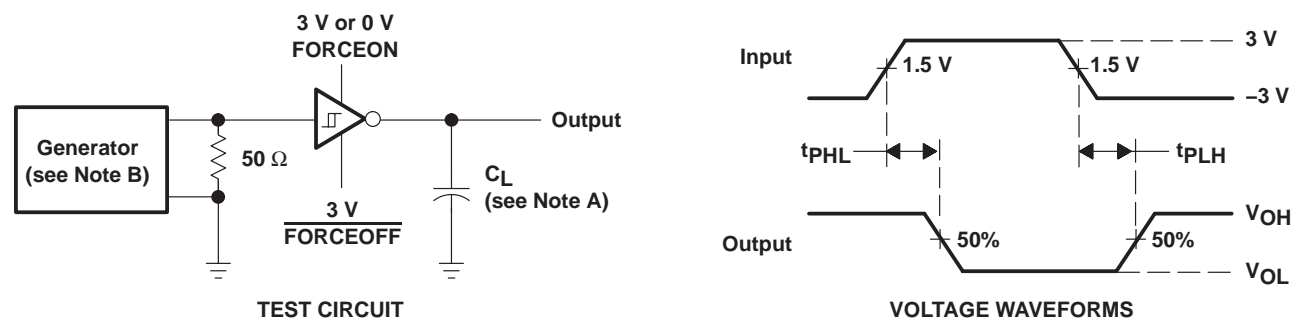 3 V or 0 V
FORCEON
Generator
(see Note B)
50 Ω
Output
CL
(see Note A)
3 V
FORCEOFF
TEST CIRCUIT
Input
3 V
1.5 V
1.5 V
–3 V
tPHL
tPLH
Output
VOH
50%
50%
VOL
VOLTAGE WAVEFORMS